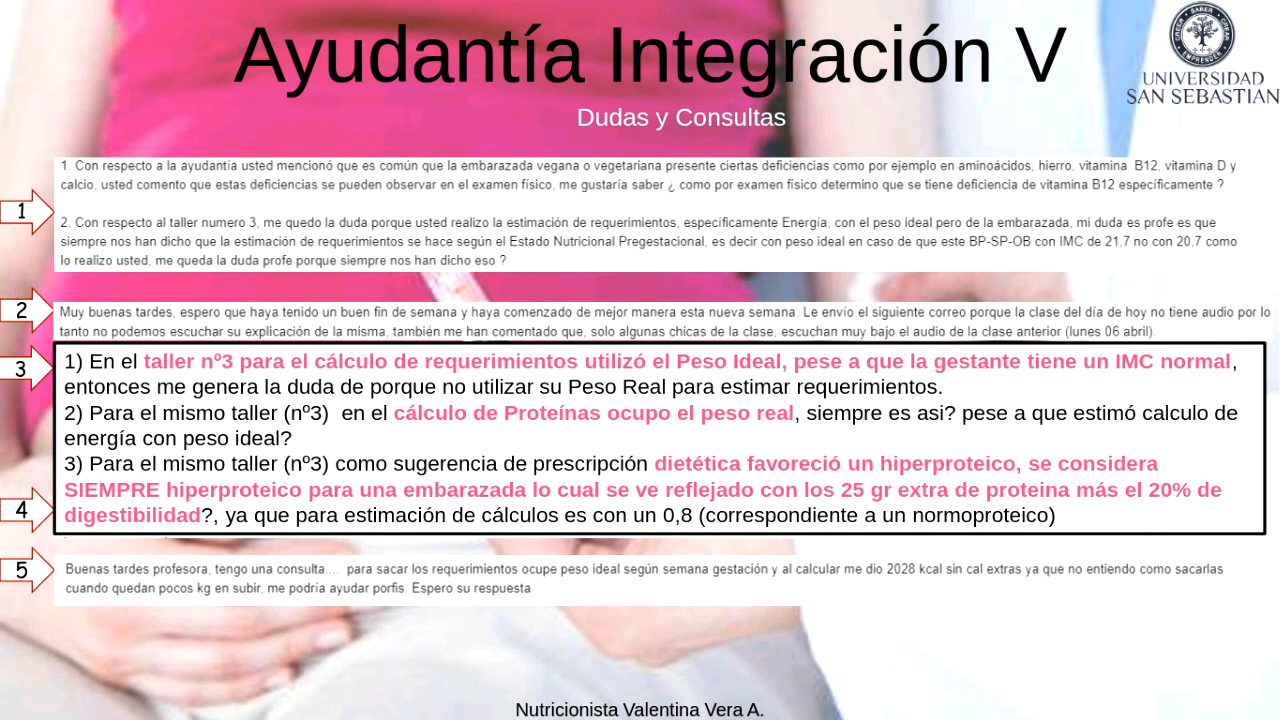 Ayudantía Integración V
CREER SABER CREAR
EMPRENDER
UNIVERSIDAD
SAN SEBASTIAN
Dudas y Consultas
1. Con respecto a la ayudantía usted mencionó que es común que la embarazada vegana o vegetariana presente ciertas deficiencias como por ejemplo en aminoácidos, hierro, vitamina B12, vitamina D y
calcio, usted comento que estas deficiencias se pueden observar en el examen físico, me gustaría saber ¿ como por examen físico determino que se tiene deficiencia de vitamina B12 específicamente ?
1
2. Con respecto al taller numero 3, me quedo la duda porque usted realizo la estimación de requerimientos, específicamente Energía, con el peso ideal pero de la embarazada, mi duda es profe es que
siempre nos han dicho que la estimación de requerimientos se hace según el Estado Nutricional Pregestacional, es decir con peso ideal en caso de que este BP-SP-OB con IMC de 21,7 no con 20,7 como
lo realizo usted, me queda la duda profe porque siempre nos han dicho eso ?
2
Muy buenas tardes, espero que haya tenido un buen fin de semana y haya comenzado de mejor manera esta nueva semana. Le envío el siguiente correo porque la clase del día de hoy no tiene audio por lo
tanto no podemos escuchar su explicación de la misma, también me han comentado que, solo algunas chicas de la clase, escuchan muy bajo el audio de la clase anterior (lunes 06 abril).
3
1) En el taller nº3 para el cálculo de requerimientos utilizó el Peso Ideal, pese a que la gestante tiene un IMC normal,
entonces me genera la duda de porque no utilizar su Peso Real para estimar requerimientos.
2) Para el mismo taller (nº3) en el cálculo de Proteínas ocupo el peso real, siempre es asi? pese a que estimó calculo de
energía con peso ideal?
3) Para el mismo taller (nº3) como sugerencia de prescripción dietética favoreció un hiperproteico, se considera
SIEMPRE hiperproteico para una embarazada lo cual se ve reflejado con los 25 gr extra de proteina más el 20% de
digestibilidad?, ya que para estimación de cálculos es con un 0,8 (correspondiente a un normoproteico)
4
5
Buenas tardes profesora, tengo una consulta.... para sacar los requerimientos ocupe peso ideal según semana gestación y al calcular me dio 2028 kcal sin cal extras ya que no entiendo como sacarlas
cuando quedan pocos kg en subir, me podría ayudar porfis. Espero su respuesta
Nutricionista Valentina Vera A.